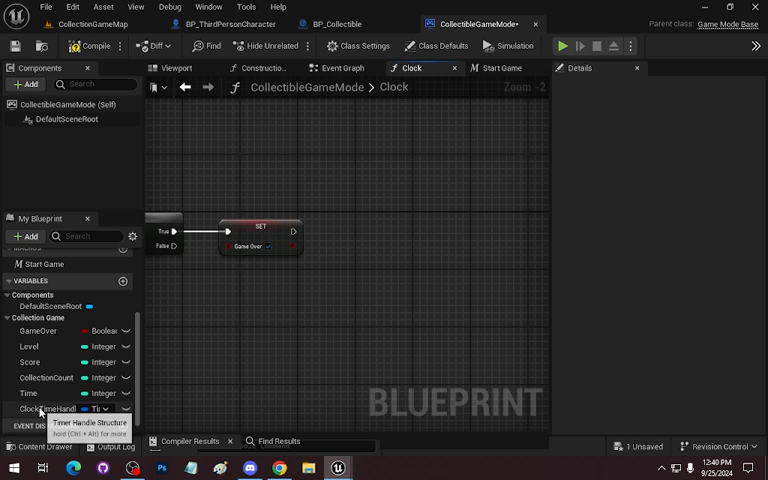 File Edit Asset View Debug Window Tools Help
CollectionGameMap BP_ThirdPersonCharacter BP_Collectible CollectibleGameMode* Parent class: Game Mode Base
Compile Diff Find Hide Unrelated Class Settings Class Defaults Simulation
Components Viewport Constructio... Event Graph Clock Start Game Details
Add Search CollectibleGameMode Clock Zoom -2
CollectibleGameMode (Self)
DefaultSceneRoot
My Blueprint
Add Search
Start Game
VARIABLES
Components
DefaultSceneRoot
Collection Game
GameOver Boolean
Level Integer
Score Integer
CollectionCount Integer
Time Integer
ClockTimeHandl Ti
Timer Handle Structure
hold (Ctrl + Alt) for more
EVENT DIS
True
False
SET
Game Over
BLUEPRINT
Compiler Results Find Results
Content Drawer Output Log 1 Unsaved Revision Control
12:40 PM
9/25/2024